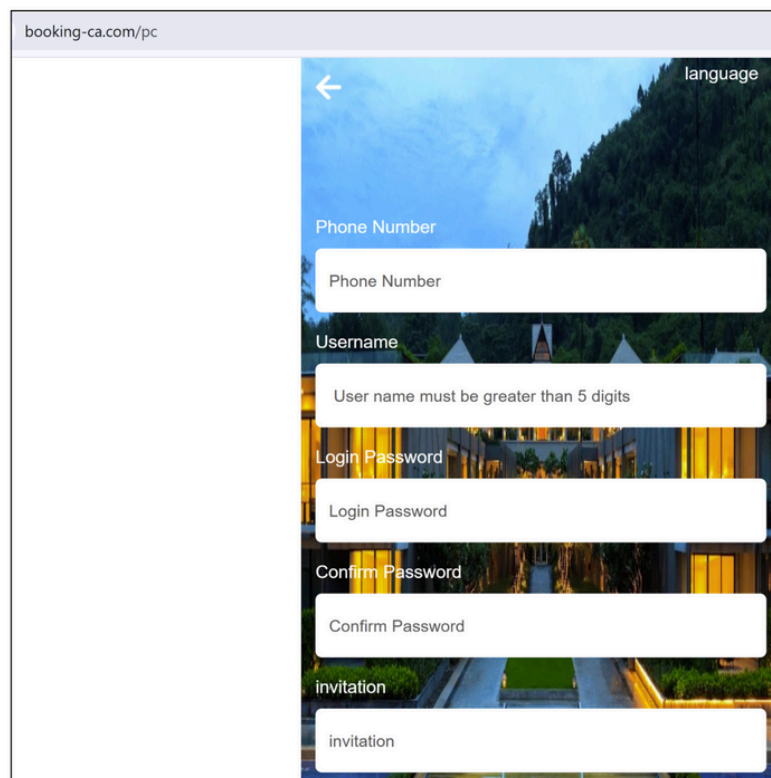 booking-ca.com/pc
language
Phone Number
Phone Number
Username
User name must be greater than 5 digits
Login Password
Login Password
Confirm Password
Confirm Password
invitation
invitation